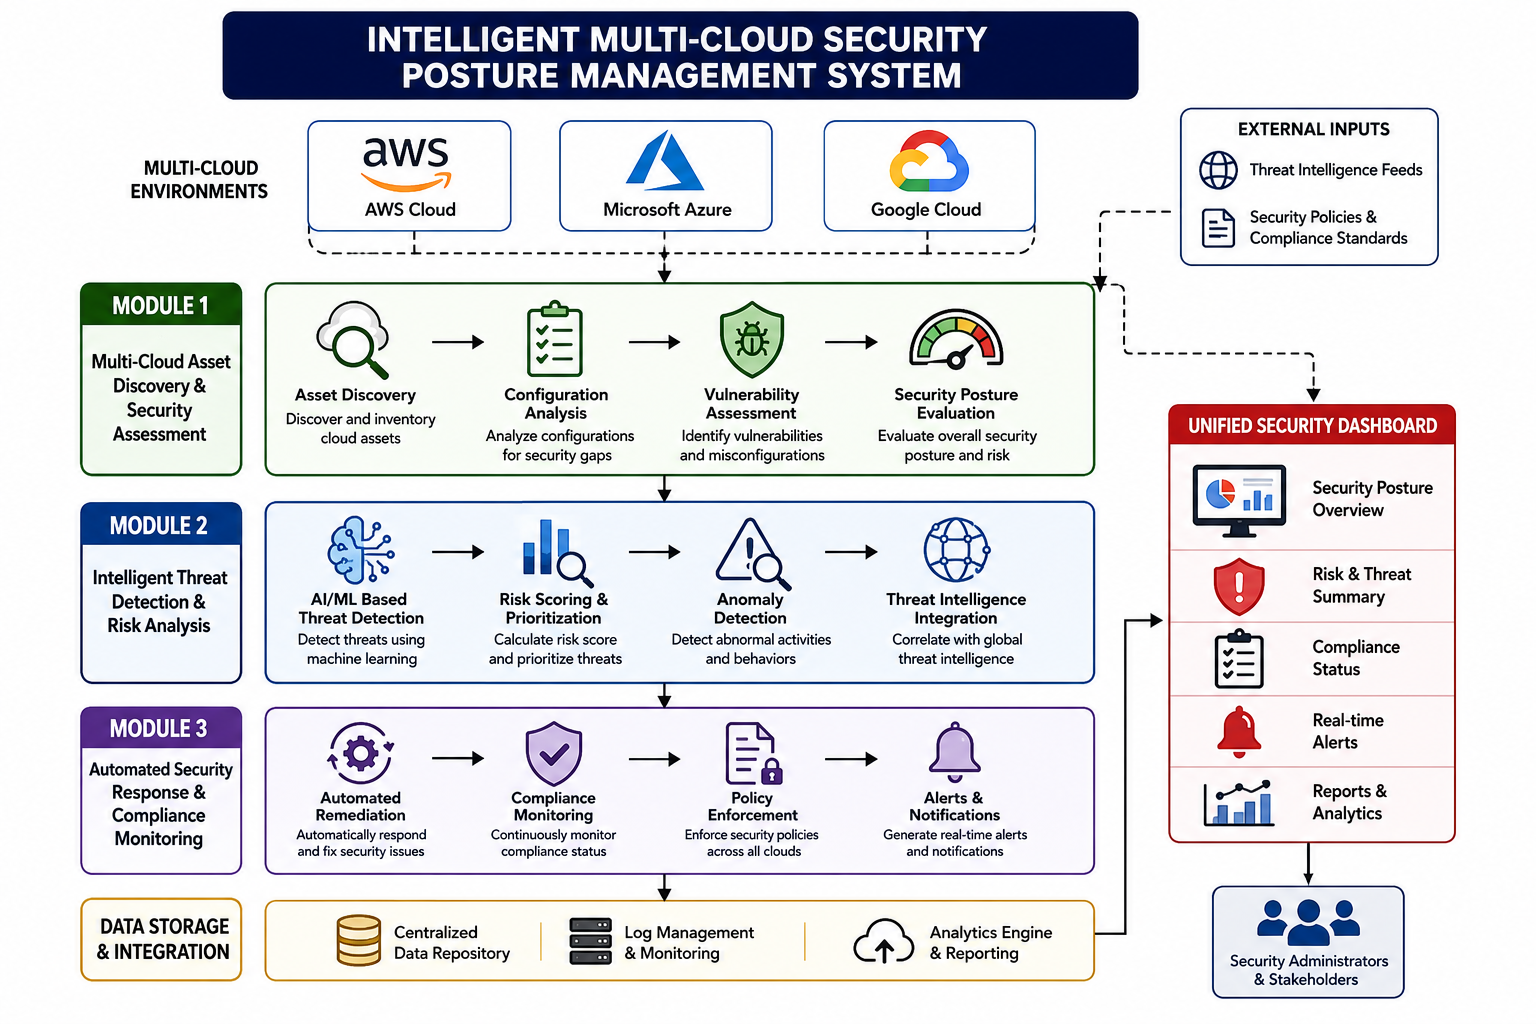 INTELLIGENT MULTI-CLOUD SECURITY
POSTURE MANAGEMENT SYSTEM
MULTI-CLOUD
ENVIRONMENTS
aws
AWS Cloud
Microsoft Azure
Google Cloud
EXTERNAL INPUTS
Threat Intelligence Feeds
Security Policies &
Compliance Standards
MODULE 1
Multi-Cloud Asset
Discovery &
Security
Assessment
Asset Discovery
Discover and inventory
cloud assets
Configuration
Analysis
Analyze configurations
for security gaps
Vulnerability
Assessment
Identify vulnerabilities
and misconfigurations
Security Posture
Evaluation
Evaluate overall security
posture and risk
MODULE 2
Intelligent Threat
Detection &
Risk Analysis
AI/ML Based
Threat Detection
Detect threats using
machine learning
Risk Scoring &
Prioritization
Calculate risk score
and prioritize threats
Anomaly
Detection
Detect abnormal activities
and behaviors
Threat Intelligence
Integration
Correlate with global
threat intelligence
MODULE 3
Automated Security
Response &
Compliance
Monitoring
Automated
Remediation
Automatically respond
and fix security issues
Compliance
Monitoring
Continuously monitor
compliance status
Policy
Enforcement
Enforce security policies
across all clouds
Alerts &
Notifications
Generate real-time alerts
and notifications
DATA STORAGE
& INTEGRATION
Centralized
Data Repository
Log Management
& Monitoring
Analytics Engine
& Reporting
UNIFIED SECURITY DASHBOARD
Security Posture
Overview
Risk & Threat
Summary
Compliance
Status
Real-time
Alerts
Reports &
Analytics
Security Administrators
& Stakeholders